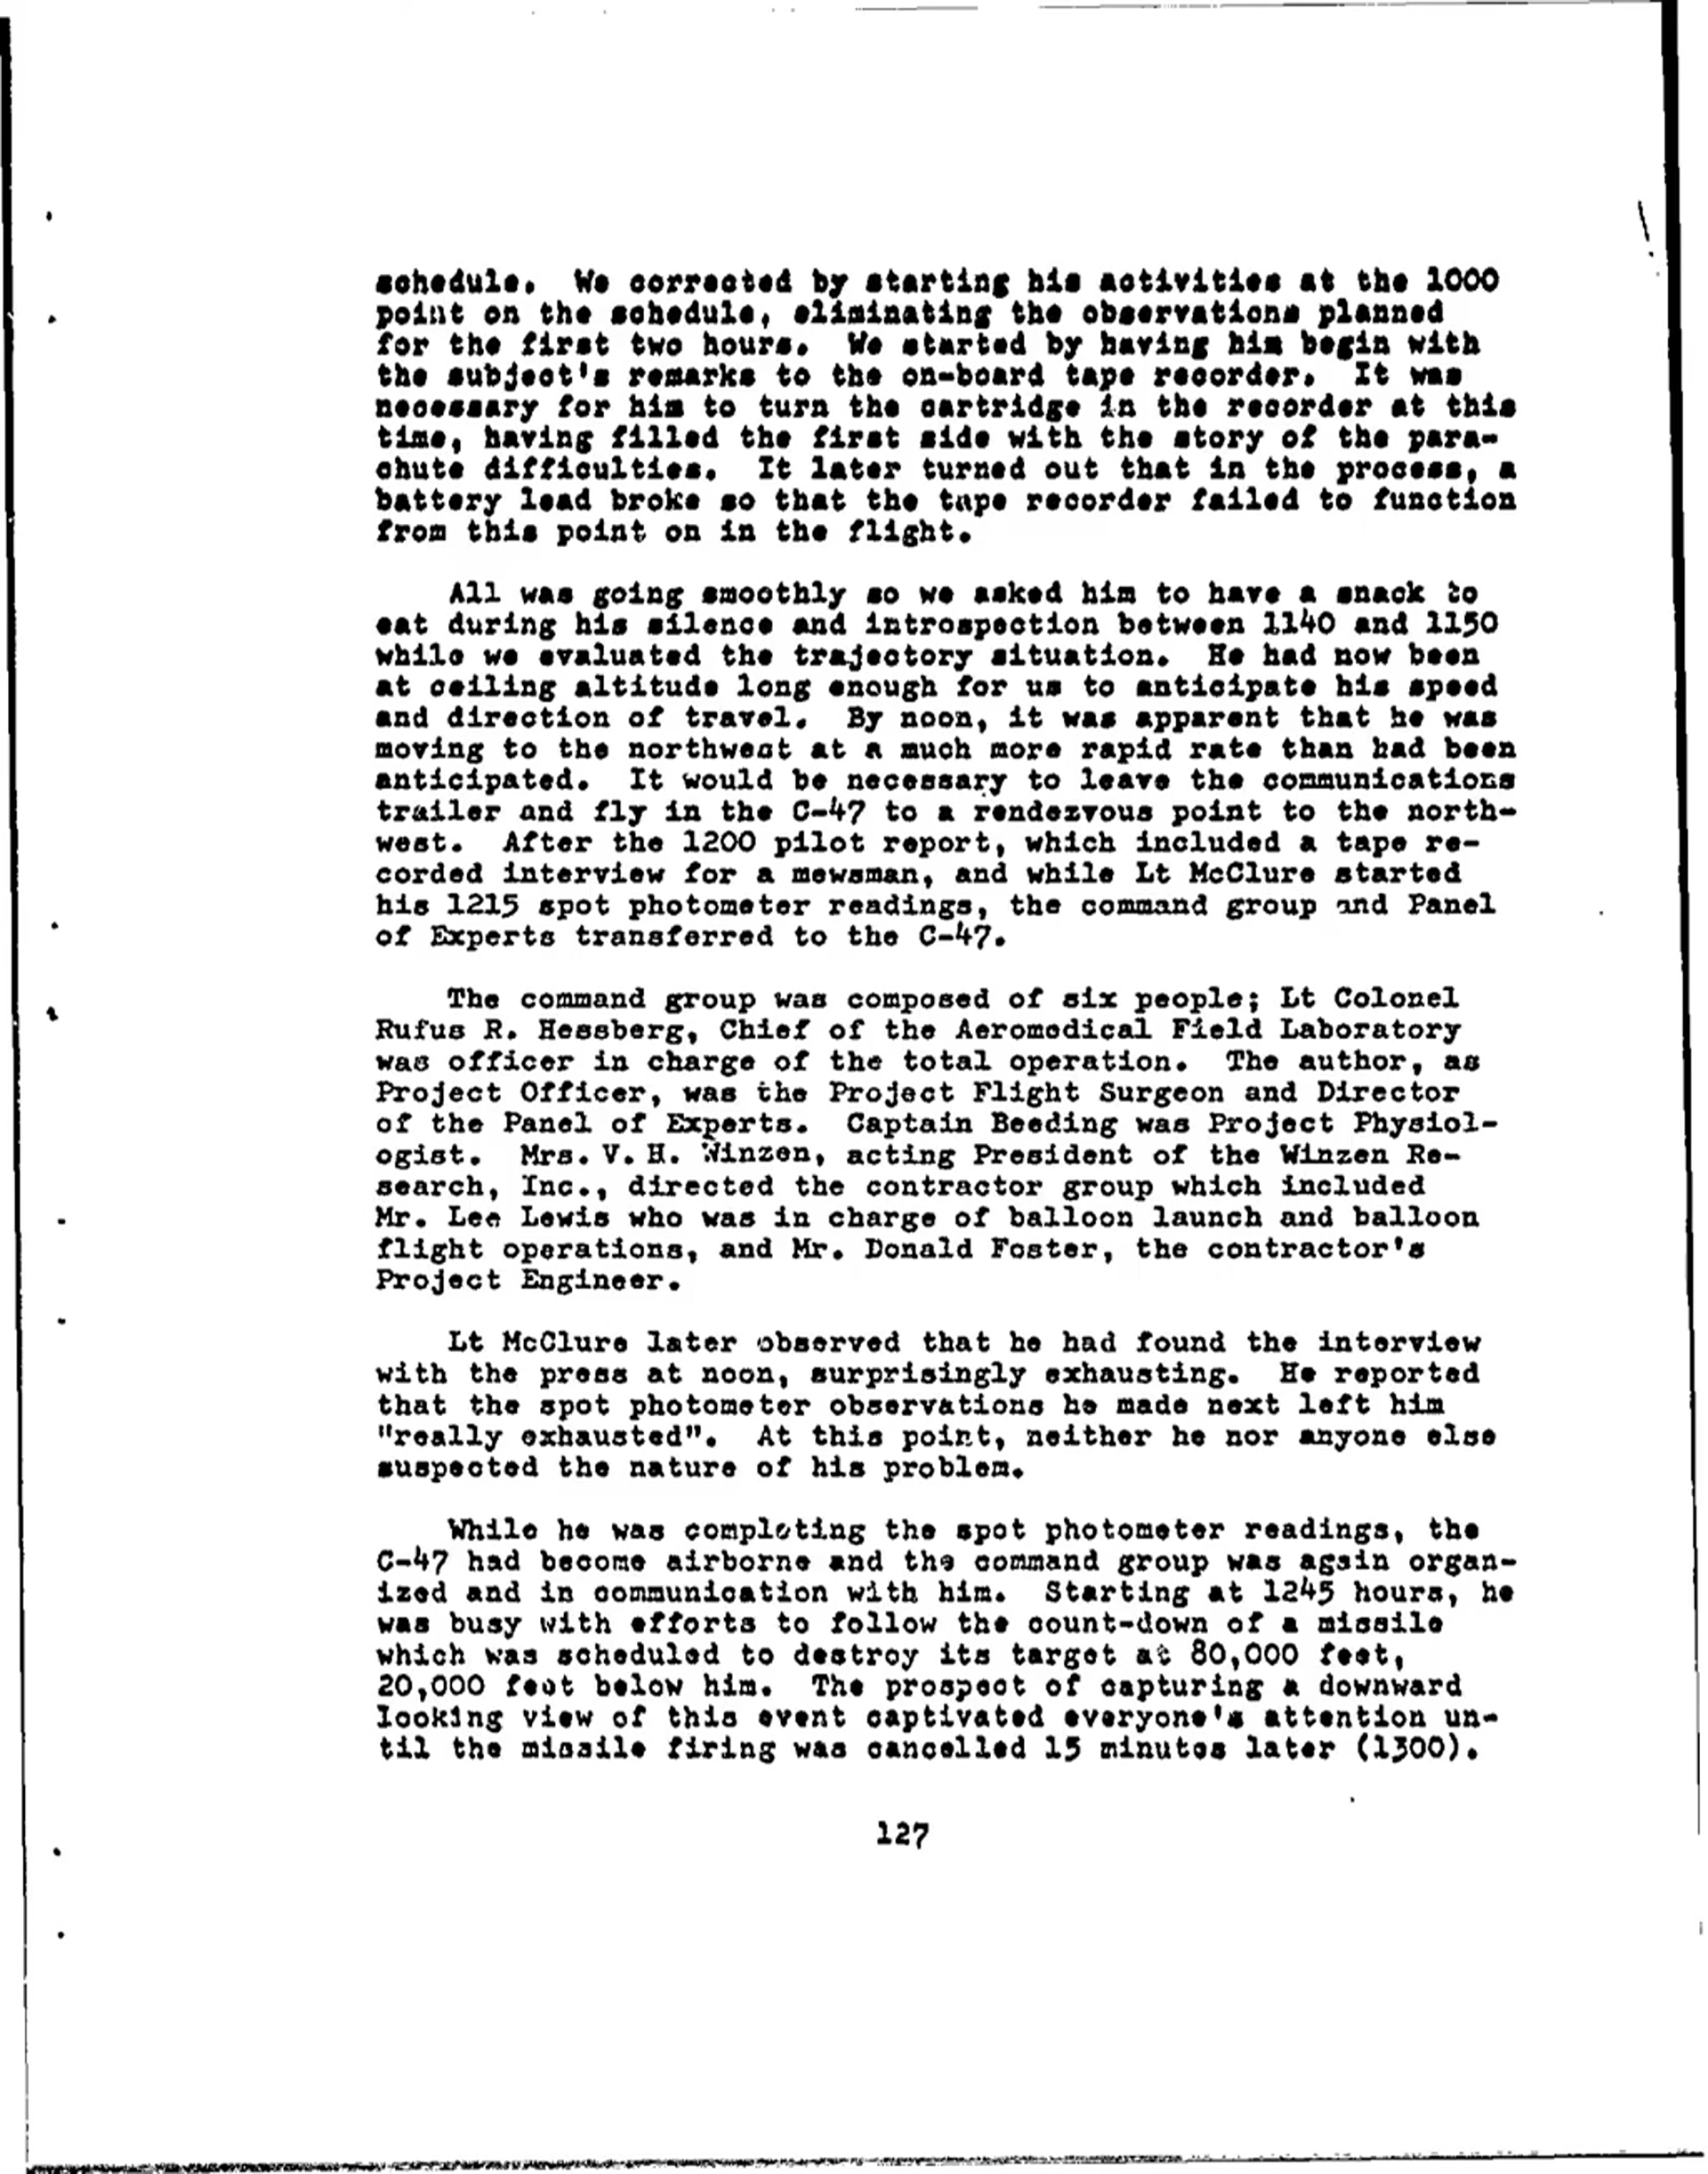 schedule. We corrected by starting his activities at the 1000
point on the schedule, eliminating the observations planned
for the first two hours. We started by having him begin with
the subject's remarks to the on-board tape recorder. It was
necessary for him to turn the cartridge in the recorder at this
time, having filled the first side with the story of the para-
chute difficulties. It later turned out that in the process, a
battery lead broke so that the tape recorder failed to function
from this point on in the flight.
All was going smoothly so we asked him to have a snack to
eat during his silence and introspection between 1140 and 1150
while we evaluated the trajectory situation. He had now been
at ceiling altitude long enough for us to anticipate his speed
and direction of travel. By noon, it was apparent that he was
moving to the northwest at a much more rapid rate than had been
anticipated. It would be necessary to leave the communications
trailer and fly in the C-47 to a rendezvous point to the north-
west. After the 1200 pilot report, which included a tape re-
corded interview for a mewsman, and while Lt McClure started
his 1215 spot photometer readings, the command group and Panel
of Experts transferred to the C-47.
The command group was composed of six people; Lt Colonel
Rufus R. Hessberg, Chief of the Aeromedical Field Laboratory
was officer in charge of the total operation. The author, as
Project Officer, was the Project Flight Surgeon and Director
of the Panel of Experts. Captain Beeding was Project Physiol-
ogist. Mrs. V. H. Winzen, acting President of the Winzen Re-
search, Inc., directed the contractor group which included
Mr. Lee Lewis who was in charge of balloon launch and balloon
flight operations, and Mr. Donald Foster, the contractor's
Project Engineer.
Lt McClure later observed that he had found the interview
with the press at noon, surprisingly exhausting. He reported
that the spot photometer observations he made next left him
"really exhausted". At this point, neither he nor anyone else
suspected the nature of his problem.
While he was completing the spot photometer readings, the
C-47 had become airborne and the command group was again organ-
ized and in communication with him. Starting at 1245 hours, he
was busy with efforts to follow the count-down of a missile
which was scheduled to destroy its target at 80,000 feet,
20,000 feet below him. The prospect of capturing a downward
looking view of this event captivated everyone's attention un-
til the missile firing was cancelled 15 minutes later (1300).
127